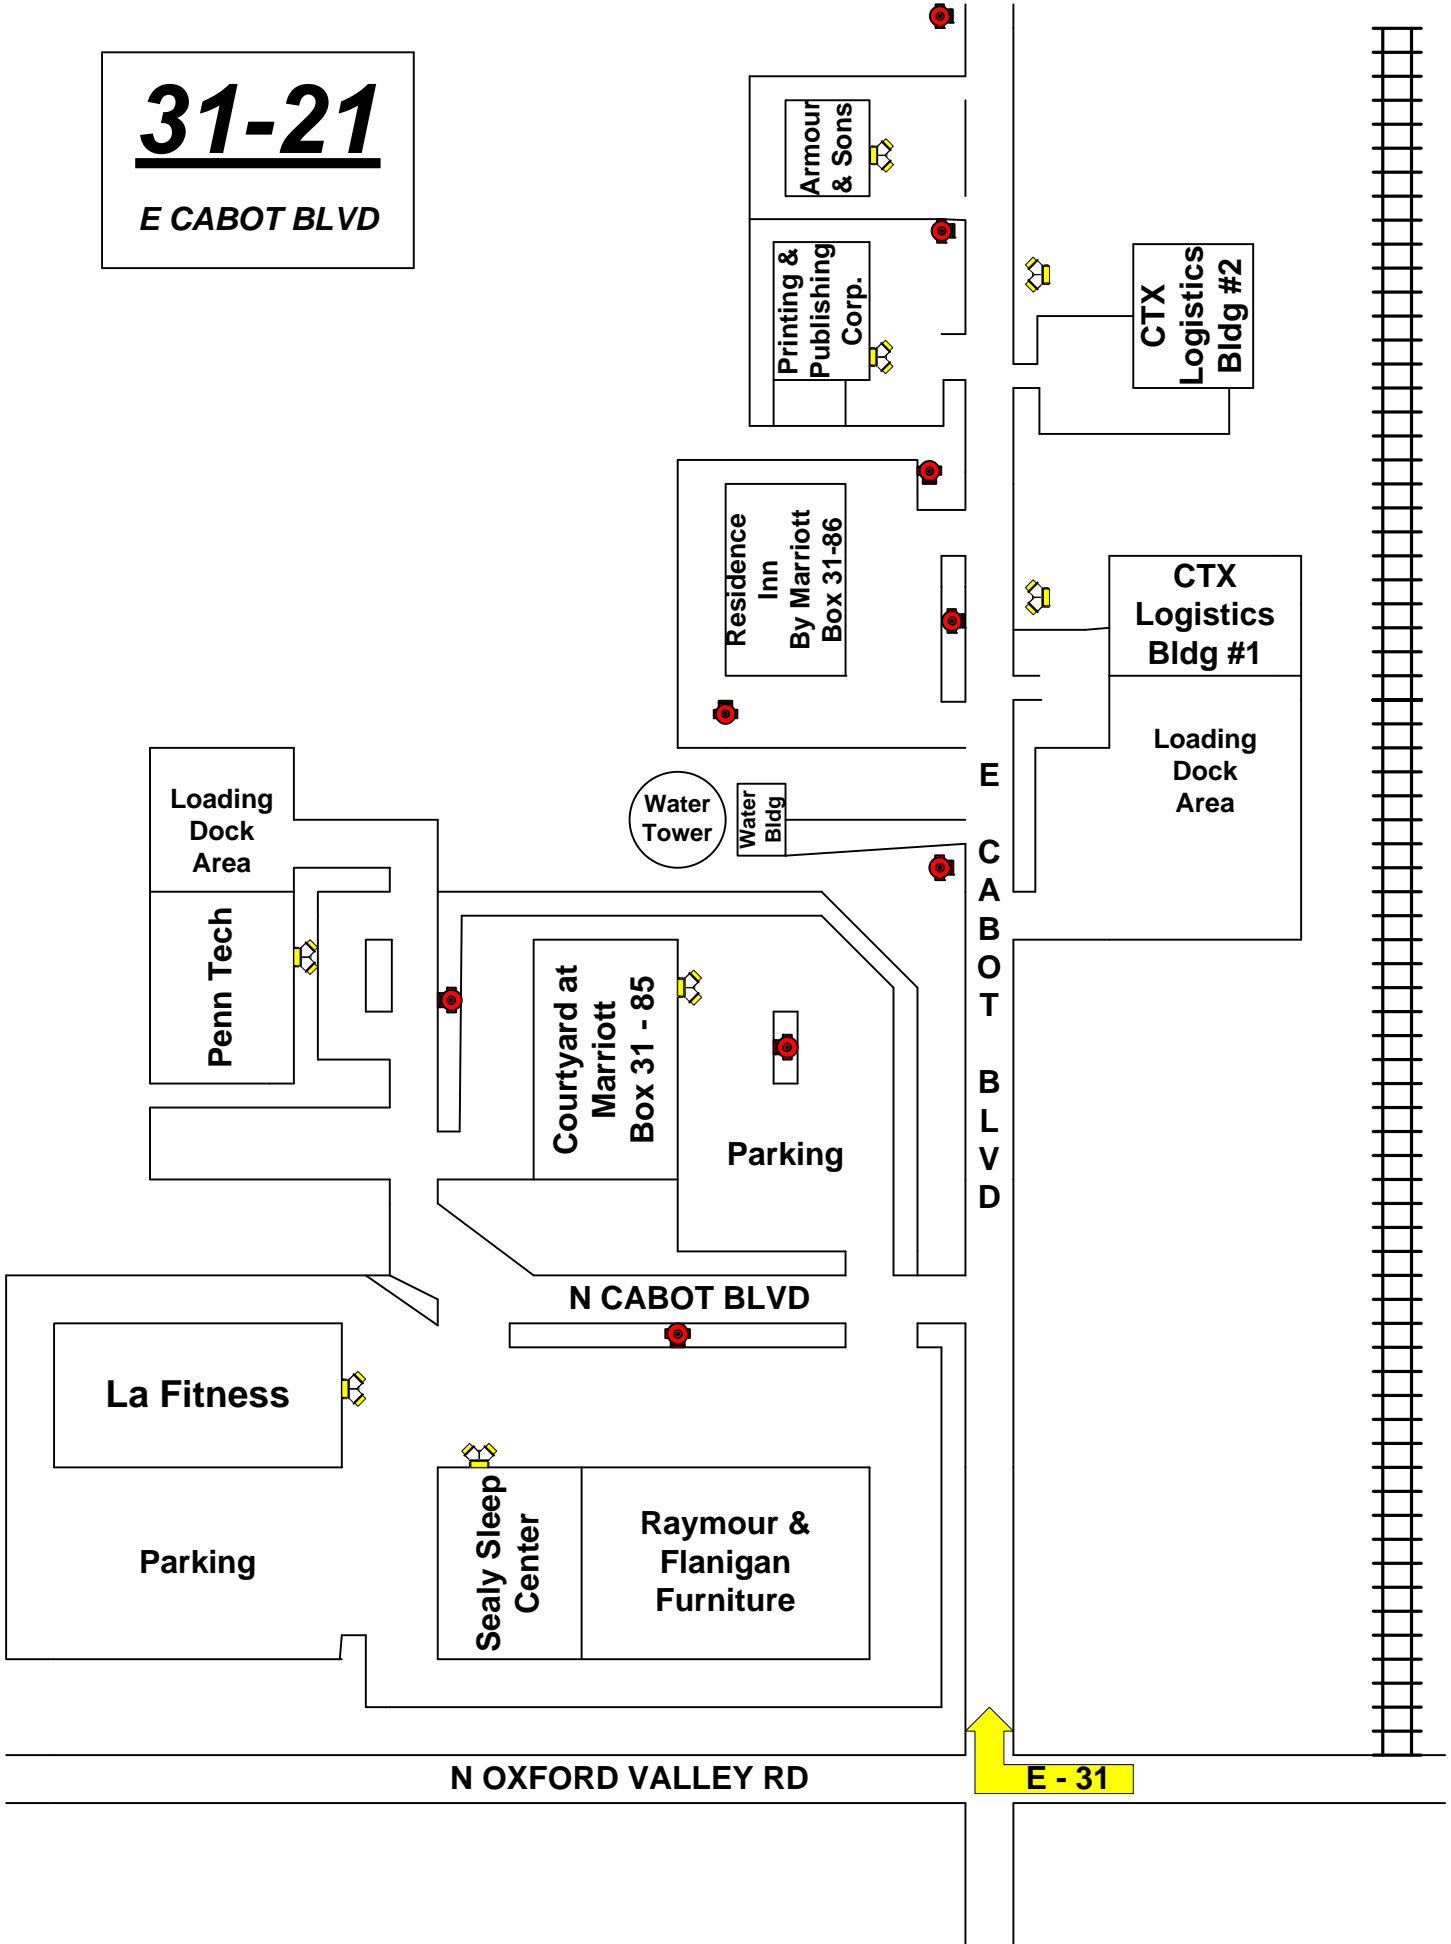 31-21
E CABOT BLVD
Armour
& Sons
Printing &
Publishing
Corp.
CTX
Logistics
Bldg #2
Residence
Inn
By Marriott
Box 31-86
CTX
Logistics
Bldg #1
Loading
Dock
Area
Loading
Dock
Area
Water
Tower
Water
Bldg
E CABOT BLVD
Penn Tech
Courtyard at
Marriott
Box 31 - 85
Parking
N CABOT BLVD
La Fitness
Parking
Sealy Sleep
Center
Raymour &
Flanigan
Furniture
N OXFORD VALLEY RD
E - 31